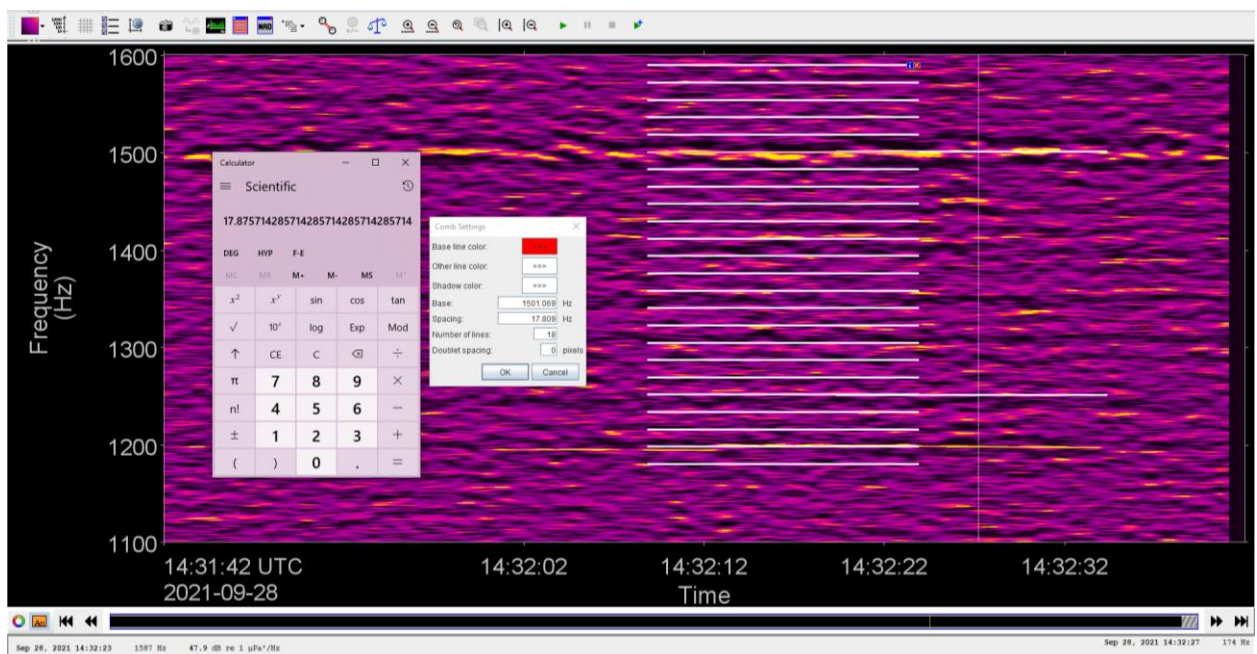 NRD
1600
1500
1400
1300
1200
1100
Frequency
(Hz)
Calculator
Scientific
17.875714285714285714285714285714
DEG HYP F-E
MC MR M+ M- MS M˅
x² xʸ sin cos tan
√ 10ˣ log Exp Mod
↑ CE C ÷
π 7 8 9 ×
n! 4 5 6 −
± 1 2 3 +
( ) 0 . =
Comb Settings
Base line color: >>>
Other line color: >>>
Shadow color: >>>
Base: 1501.069 Hz
Spacing: 17.809 Hz
Number of lines: 18
Doublet spacing: 0 pixels
OK Cancel
14:31:42 UTC 14:32:02 14:32:12 14:32:22 14:32:32
2021-09-28
Time
Sep 28, 2021 14:32:23 1587 Hz 47.9 dB re 1 µPa²/Hz
Sep 28, 2021 14:32:27 174 Hz